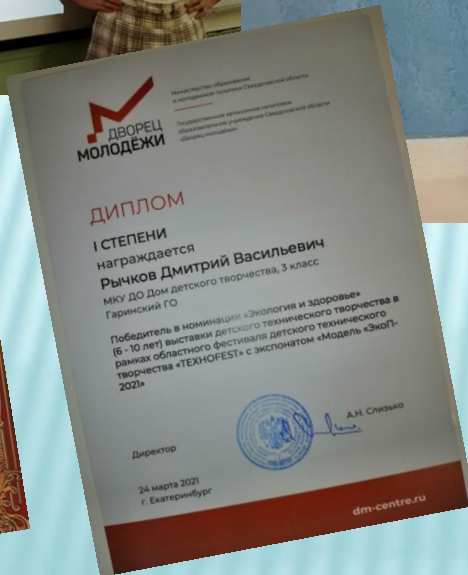 Министерство образования
и молодежной политики Свердловской области
Государственное автономное нетиповое
образовательное учреждение Свердловской области
«Дворец молодёжи»
ДВОРЕЦ
МОЛОДЁЖИ
ДИПЛОМ
I СТЕПЕНИ
награждается
Рычков Дмитрий Васильевич
МКУ ДО Дом детского творчества, 3 класс
Гаринский ГО
Победитель в номинации «Экология и здоровье»
(6 - 10 лет) выставки детского технического творчества в
рамках областного фестиваля детского технического
творчества «TEXHOFEST» с экспонатом «Модель «ЭкоП-
2021»
Директор
А.Н. Слизько
24 марта 2021
г. Екатеринбург
dm-centre.ru